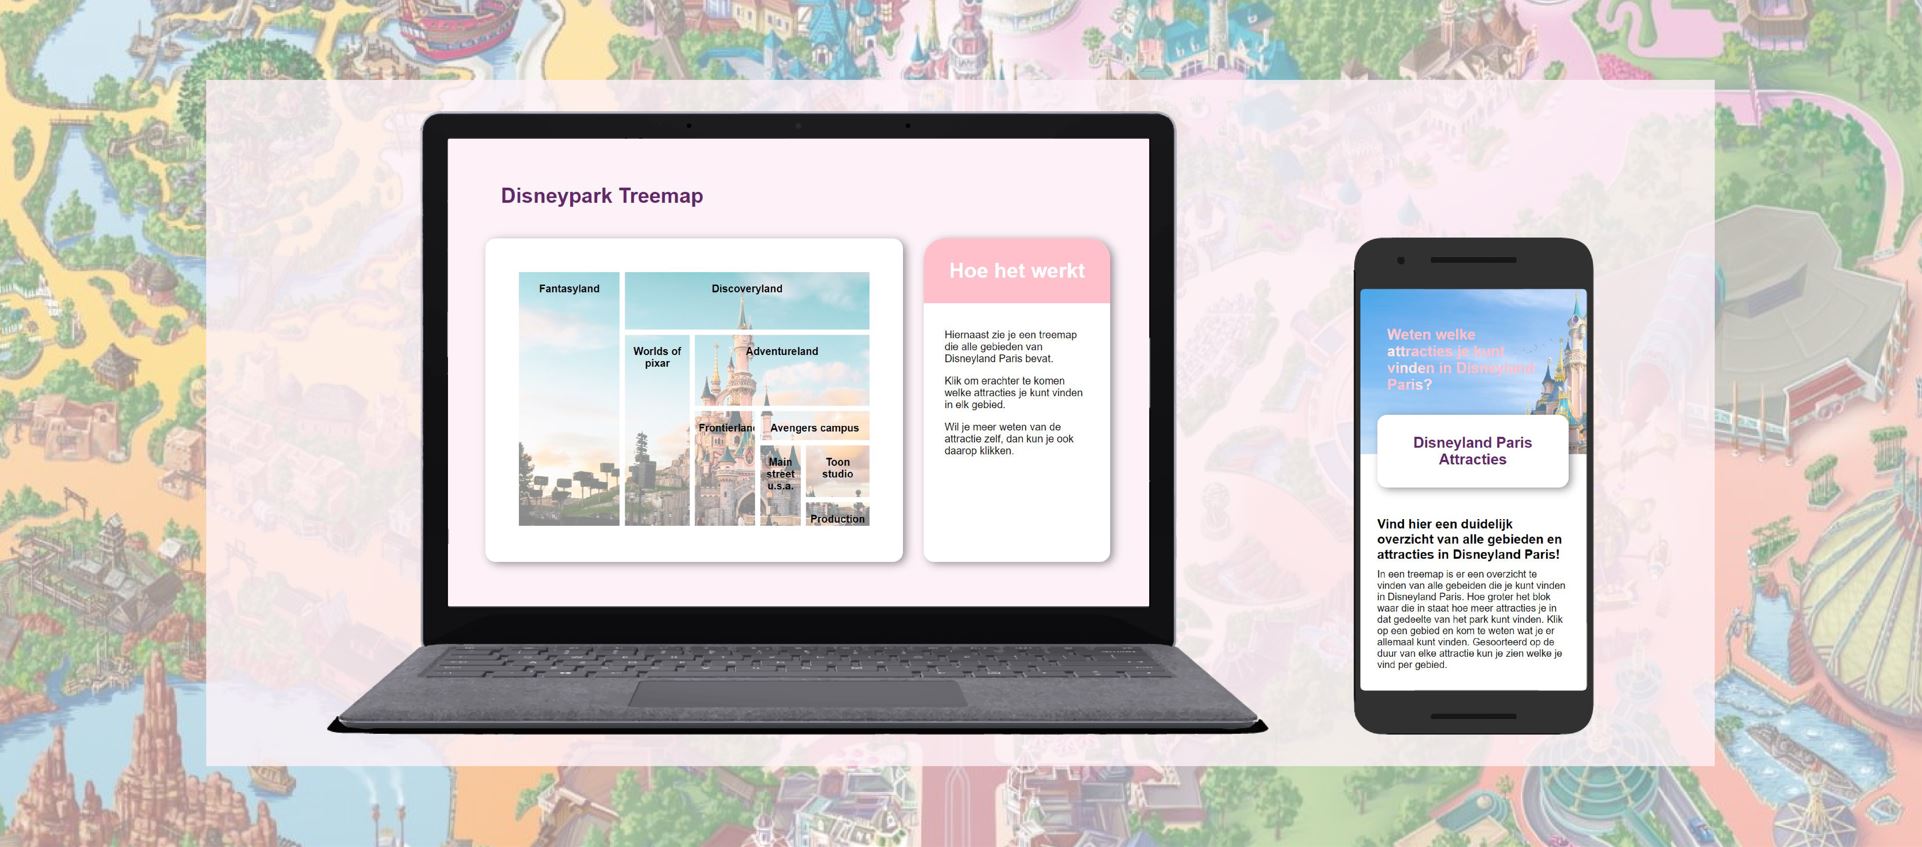 Disneypark Treemap
Fantasyland
Discoveryland
Worlds of
pixar
Adventureland
Frontierland
Avengers campus
Main
street
u.s.a.
Toon
studio
Production
Hoe het werkt
Hiernaast zie je een treemap
die alle gebieden van
Disneyland Paris bevat.
Klik om erachter te komen
welke attracties je kunt vinden
in elk gebied.
Wil je meer weten van de
attractie zelf, dan kun je ook
daarop klikken.
Weten welke
attracties je kunt
vinden in Disneyland
Paris?
Disneyland Paris
Attracties
Vind hier een duidelijk
overzicht van alle gebieden en
attracties in Disneyland Paris!
In een treemap is er een overzicht te
vinden van alle gebeiden die je kunt vinden
in Disneyland Paris. Hoe groter het blok
waar die in staat hoe meer attracties je in
dat gedeelte van het park kunt vinden. Klik
op een gebied en kom te weten wat je er
allemaal kunt vinden. Gesoorteerd op de
duur van elke attractie kun je zien welke je
vind per gebied.